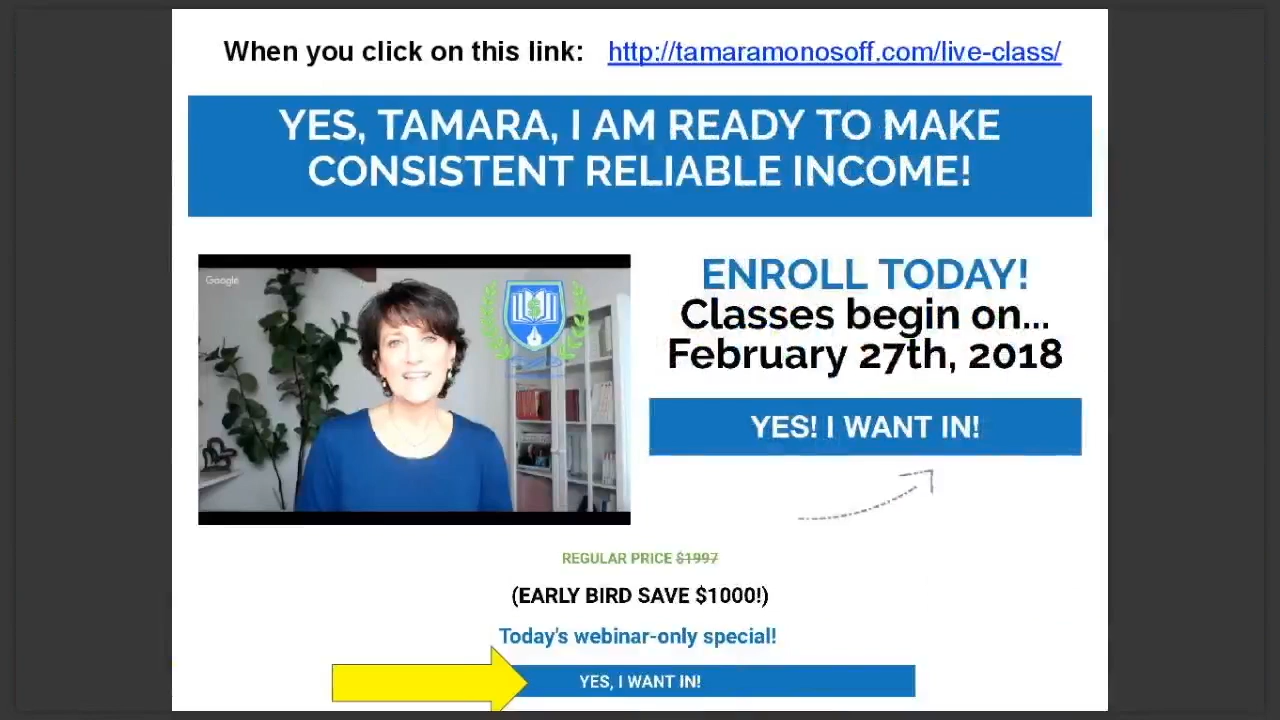 When you click on this link: http://tamaramonosoff.com/live-class/
YES, TAMARA, I AM READY TO MAKE
CONSISTENT RELIABLE INCOME!
Google
ENROLL TODAY!
Classes begin on...
February 27th, 2018
YES! I WANT IN!
REGULAR PRICE $1997
(EARLY BIRD SAVE $1000!)
Today's webinar-only special!
YES, I WANT IN!